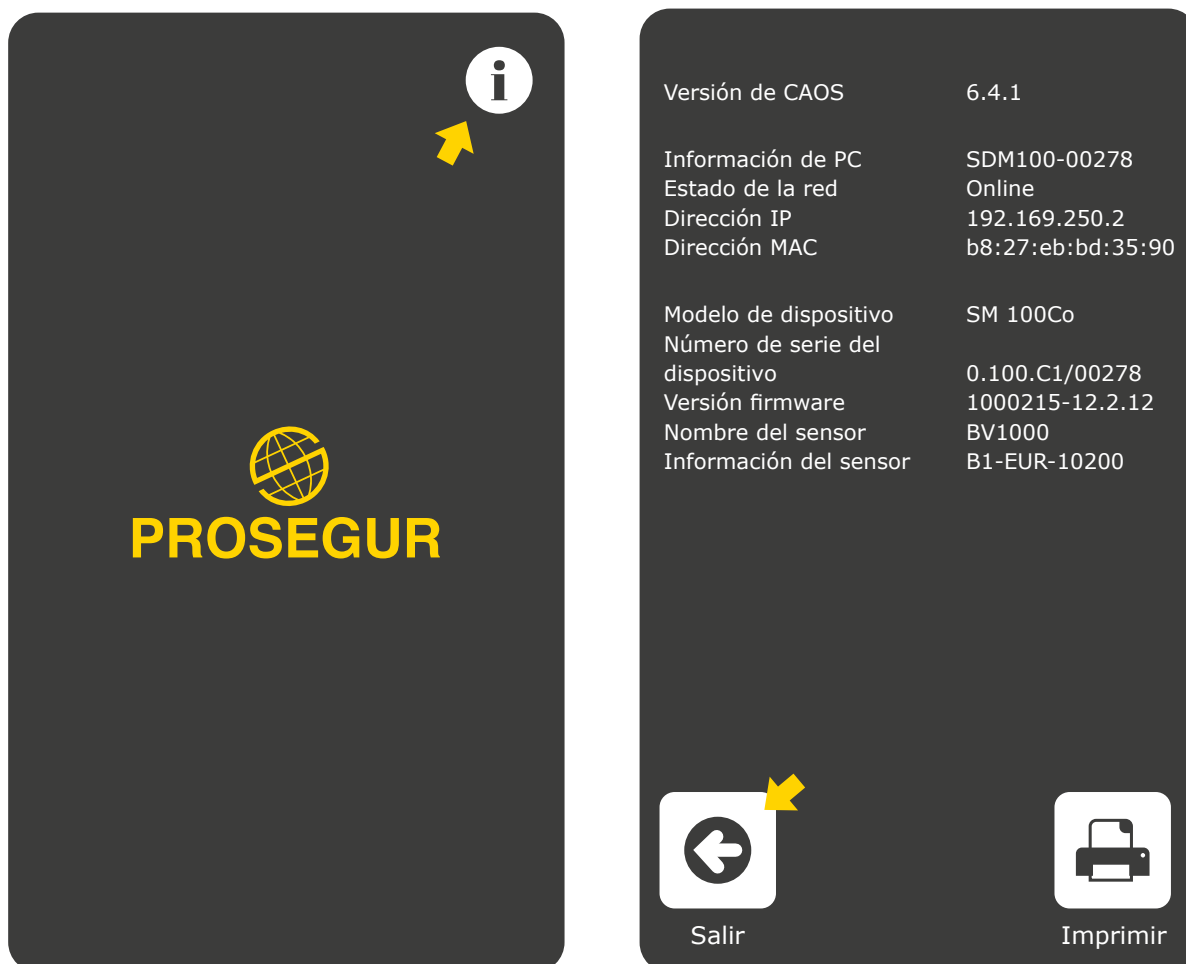 i
PROSEGUR
Versión de CAOS 6.4.1
Información de PC SDM100-00278
Estado de la red Online
Dirección IP 192.169.250.2
Dirección MAC b8:27:eb:bd:35:90
Modelo de dispositivo SM 100Co
Número de serie del
dispositivo 0.100.C1/00278
Versión firmware 1000215-12.2.12
Nombre del sensor BV1000
Información del sensor B1-EUR-10200
Salir
Imprimir